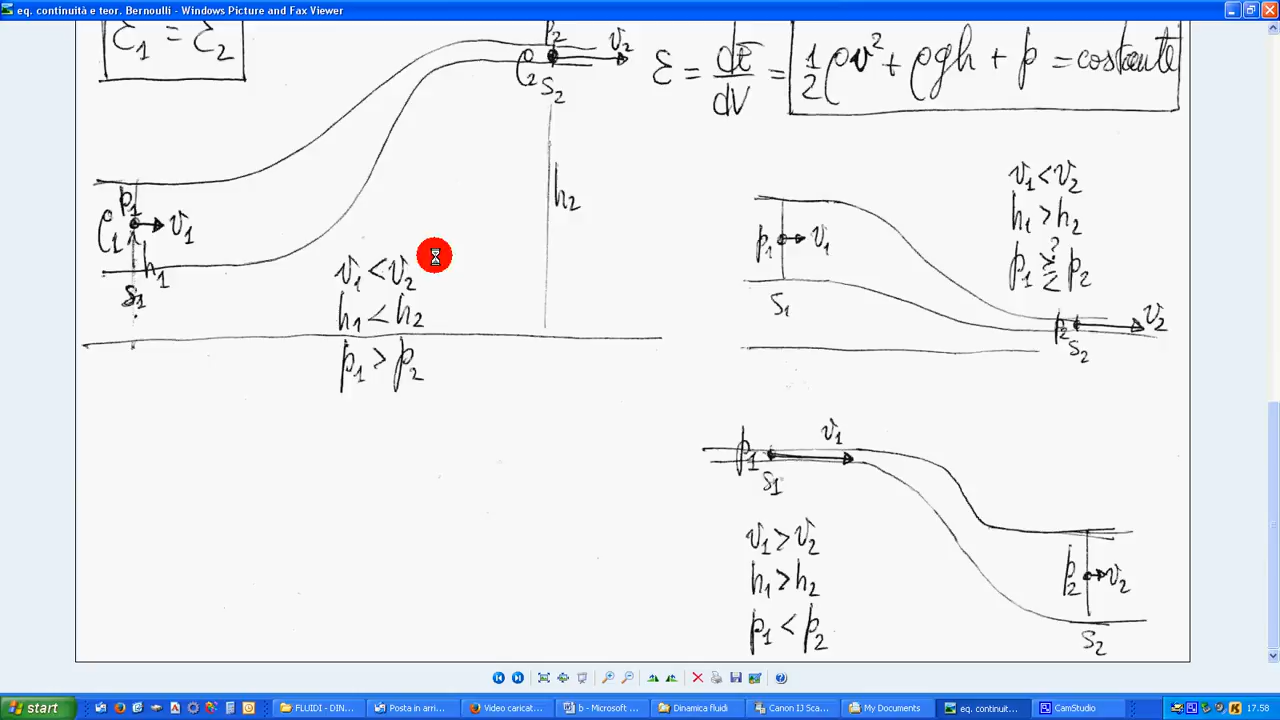 eq. continuità e teor. Bernoulli - Windows Picture and Fax Viewer
ε1 = ε2
p2
v2
ρ2
S2
ε = dE/dV = 1/2 ρv² + ρgh + p = costante
h2
p1
ρ1
v1
h1
S1
v1 < v2
h1 < h2
p1 > p2
v1 < v2
h1 > h2
?
p1 ⋛ p2
p1
v1
S1
p2
v2
S2
p1
v1
S1
v1 > v2
h1 > h2
p1 < p2
p2
v2
S2
start
FLUIDI - DIN...
Posta in arri...
Video caricat...
b - Microsoft ...
Dinamica fluidi
Canon IJ Sca...
My Documents
eq. continuit...
CamStudio
17.58